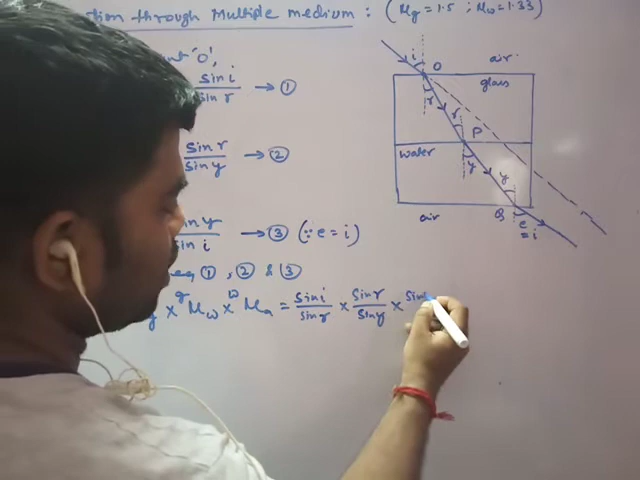 through Multiple medium : ( μg = 1.5 ; μw = 1.33 )
'O',
sin i / sin r → ①
sin r / sin y → ②
sin y / sin i → ③ (∵ e = i)
①, ② & ③
× ᵍμw × ʷμa = sin i / sin r × sin r / sin y × sin
i
O
air
glass
r
r
P
water
y
y
air
Q
e
= i